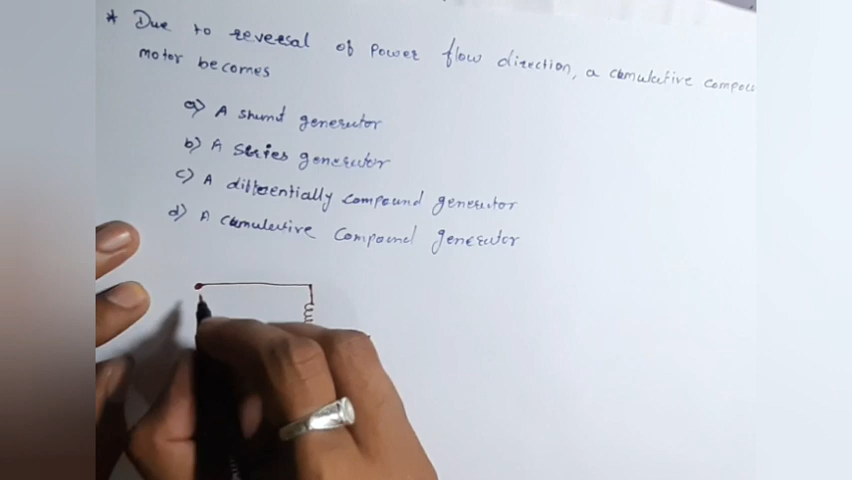 * Due to reversal of power flow direction, a cumulative compou
motor becomes
a) A shunt generator
b) A series generator
c) A differentially compound generator
d) A cumulative compound generator